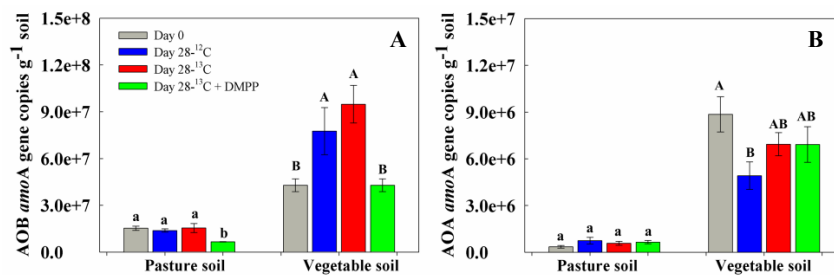 AOB amoA gene copies g⁻¹ soil
1.5e+8
1.2e+8
9.0e+7
6.0e+7
3.0e+7
0.0
Day 0
Day 28-¹²C
Day 28-¹³C
Day 28-¹³C + DMPP
A
a
a
a
b
B
A
A
B
Pasture soil
Vegetable soil
AOA amoA gene copies g⁻¹ soil
1.5e+7
1.2e+7
9.0e+6
6.0e+6
3.0e+6
0.0
B
a
a
a
a
A
B
AB
AB
Pasture soil
Vegetable soil